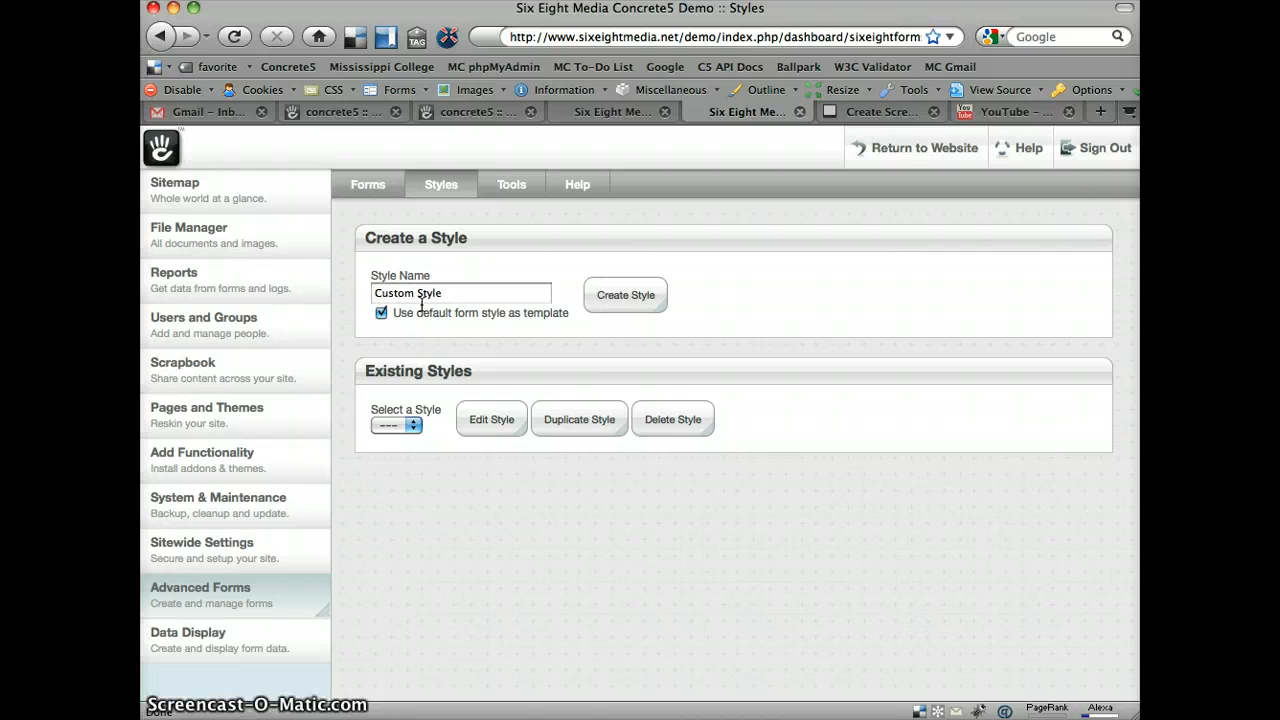 Six Eight Media Concrete5 Demo :: Styles
TAG http://www.sixeightmedia.net/demo/index.php/dashboard/sixeightforms Google
favorite Concrete5 Mississippi College MC phpMyAdmin MC To-Do List Google C5 API Docs Ballpark W3C Validator MC Gmail
Disable Cookies CSS Forms Images Information Miscellaneous Outline Resize Tools View Source Options
Gmail - Inb... concrete5 :: ... concrete5 :: ... Six Eight Me... Six Eight Me... Create Scre... YouTube - ...
Return to Website Help Sign Out
Forms Styles Tools Help
Sitemap
Whole world at a glance.
File Manager
All documents and images.
Reports
Get data from forms and logs.
Users and Groups
Add and manage people.
Scrapbook
Share content across your site.
Pages and Themes
Reskin your site.
Add Functionality
Install addons & themes.
System & Maintenance
Backup, cleanup and update.
Sitewide Settings
Secure and setup your site.
Advanced Forms
Create and manage forms
Data Display
Create and display form data.
Create a Style
Style Name
Custom Style
Create Style
Use default form style as template
Existing Styles
Select a Style
---
Edit Style Duplicate Style Delete Style
Screencast-O-Matic.com
Done
PageRank Alexa